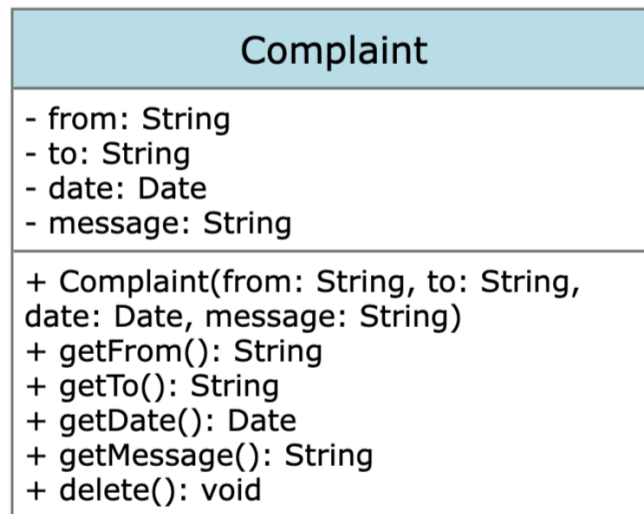 Complaint
- from: String
- to: String
- date: Date
- message: String
+ Complaint(from: String, to: String,
date: Date, message: String)
+ getFrom(): String
+ getTo(): String
+ getDate(): Date
+ getMessage(): String
+ delete(): void